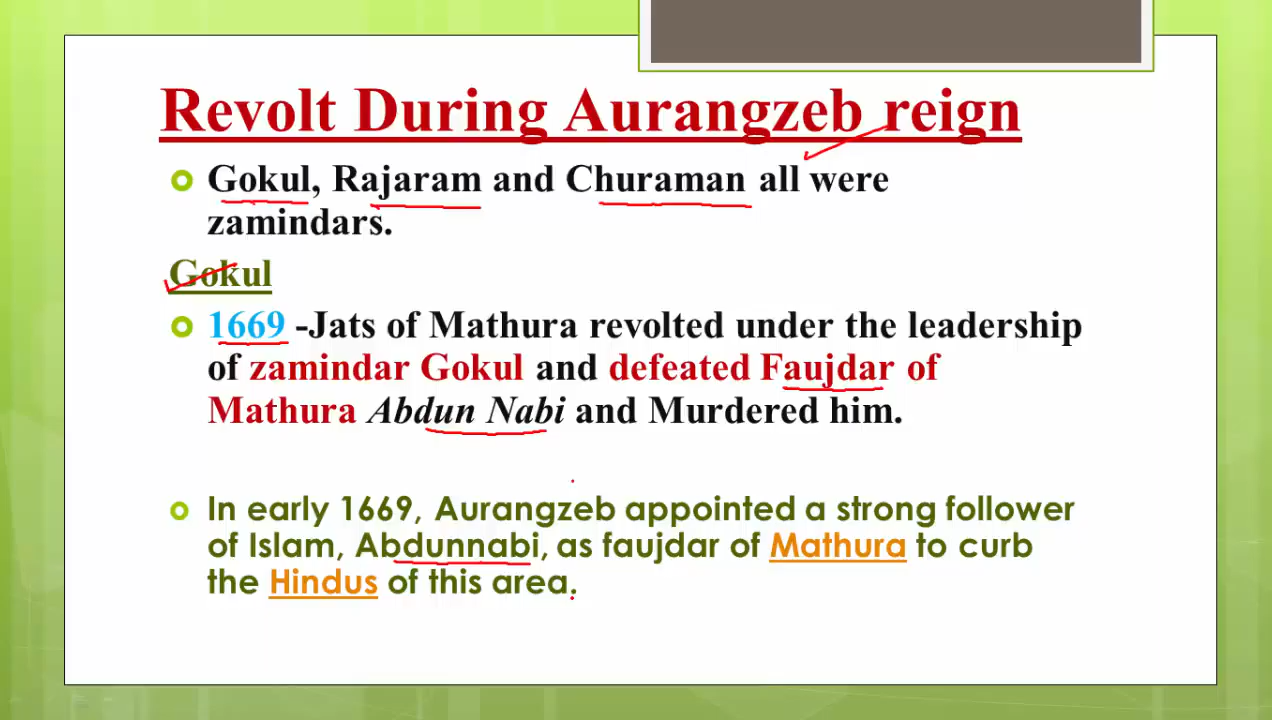 Revolt During Aurangzeb reign
Gokul, Rajaram and Churaman all were
zamindars.
Gokul
1669 -Jats of Mathura revolted under the leadership
of zamindar Gokul and defeated Faujdar of
Mathura Abdun Nabi and Murdered him.
In early 1669, Aurangzeb appointed a strong follower
of Islam, Abdunnabi, as faujdar of Mathura to curb
the Hindus of this area.